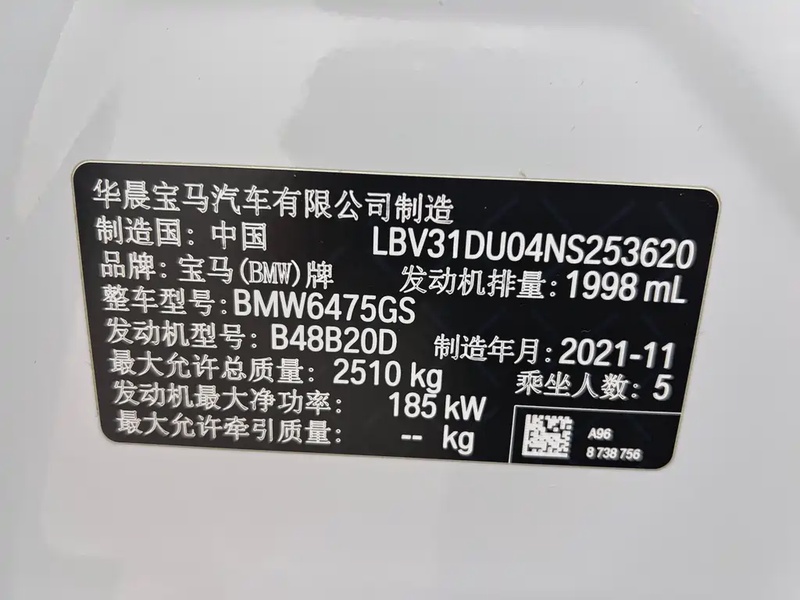 华晨宝马汽车有限公司制造
制造国: 中国 LBV31DU04NS253620
品牌: 宝马(BMW)牌 发动机排量: 1998 mL
整车型号: BMW6475GS
发动机型号: B48B20D 制造年月: 2021-11
最大允许总质量: 2510 kg 乘坐人数: 5
发动机最大净功率: 185 kW
最大允许牵引质量: -- kg
A96
8 738 756